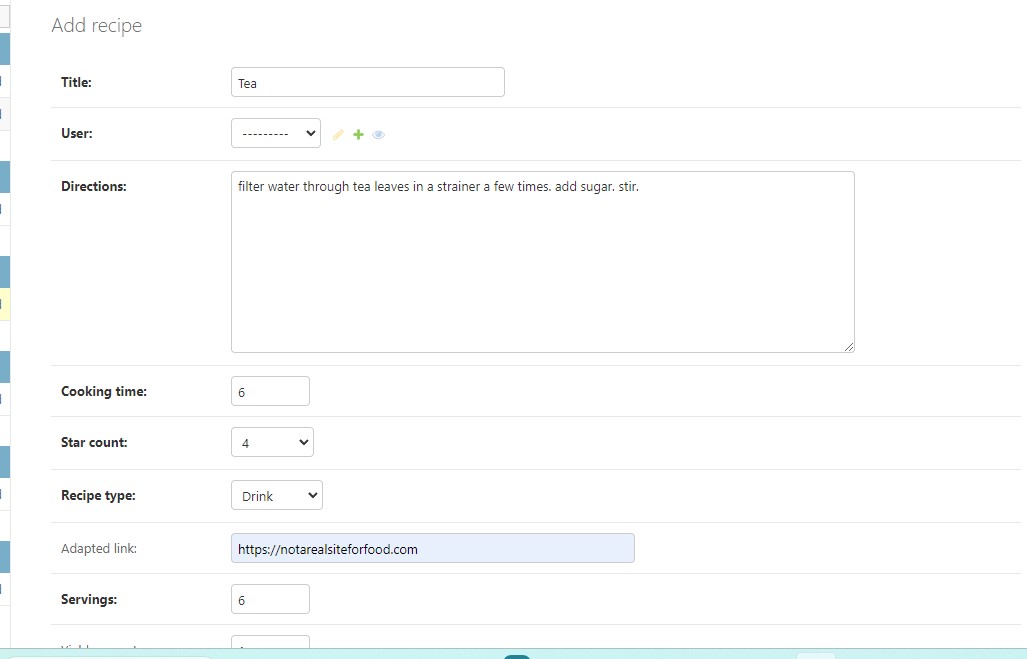 Add recipe
Title: Tea
User: ---------
Directions: filter water through tea leaves in a strainer a few times. add sugar. stir.
Cooking time: 6
Star count: 4
Recipe type: Drink
Adapted link: https://notarealsiteforfood.com
Servings: 6